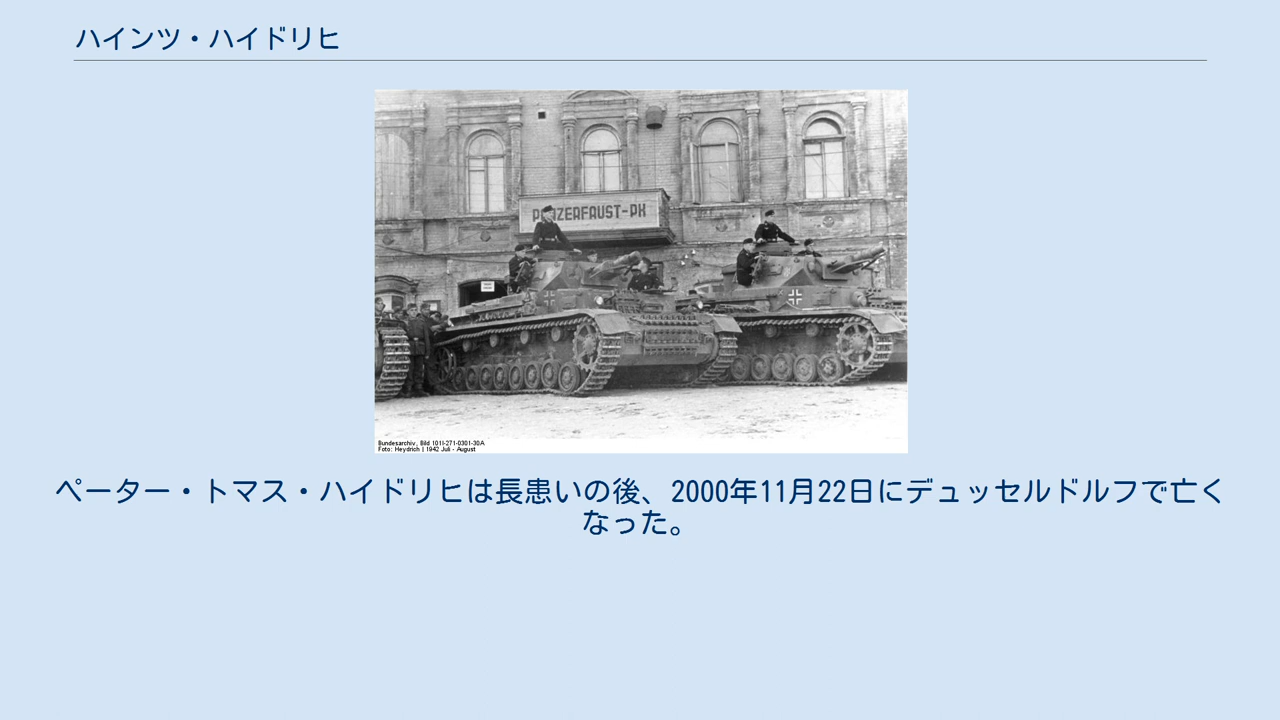 ハインツ・ハイドリヒ
PANZERFAUST-PK
Bundesarchiv, Bild 101I-271-0301-30A
Foto: Heydrich | 1942 Juli - August
ペーター・トマス・ハイドリヒは長患いの後、2000年11月22日にデュッセルドルフで亡く
なった。